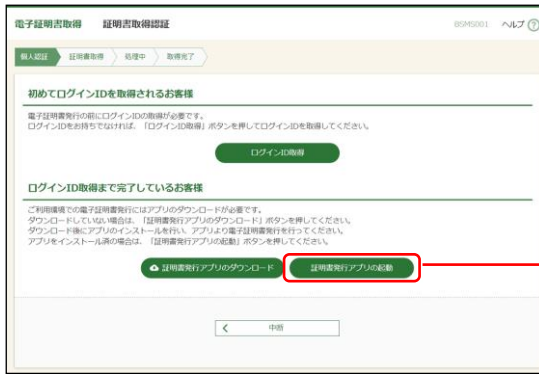 電子証明書取得 証明書取得認証 BSMS001 ヘルプ ?
個人認証 証明書取得 処理中 取得完了
初めてログインIDを取得されるお客様
電子証明書発行の前にログインIDの取得が必要です。
ログインIDをお持ちでなければ、「ログインID取得」ボタンを押してログインIDを取得してください。
ログインID取得
ログインID取得まで完了しているお客様
ご利用環境での電子証明書発行にはアプリのダウンロードが必要です。
ダウンロードしていない場合は、「証明書発行アプリのダウンロード」ボタンを押してください。
ダウンロード後にアプリのインストールを行い、アプリより電子証明書発行を行ってください。
アプリをインストール済の場合は、「証明書発行アプリの起動」ボタンを押してください。
証明書発行アプリのダウンロード 証明書発行アプリの起動
中断